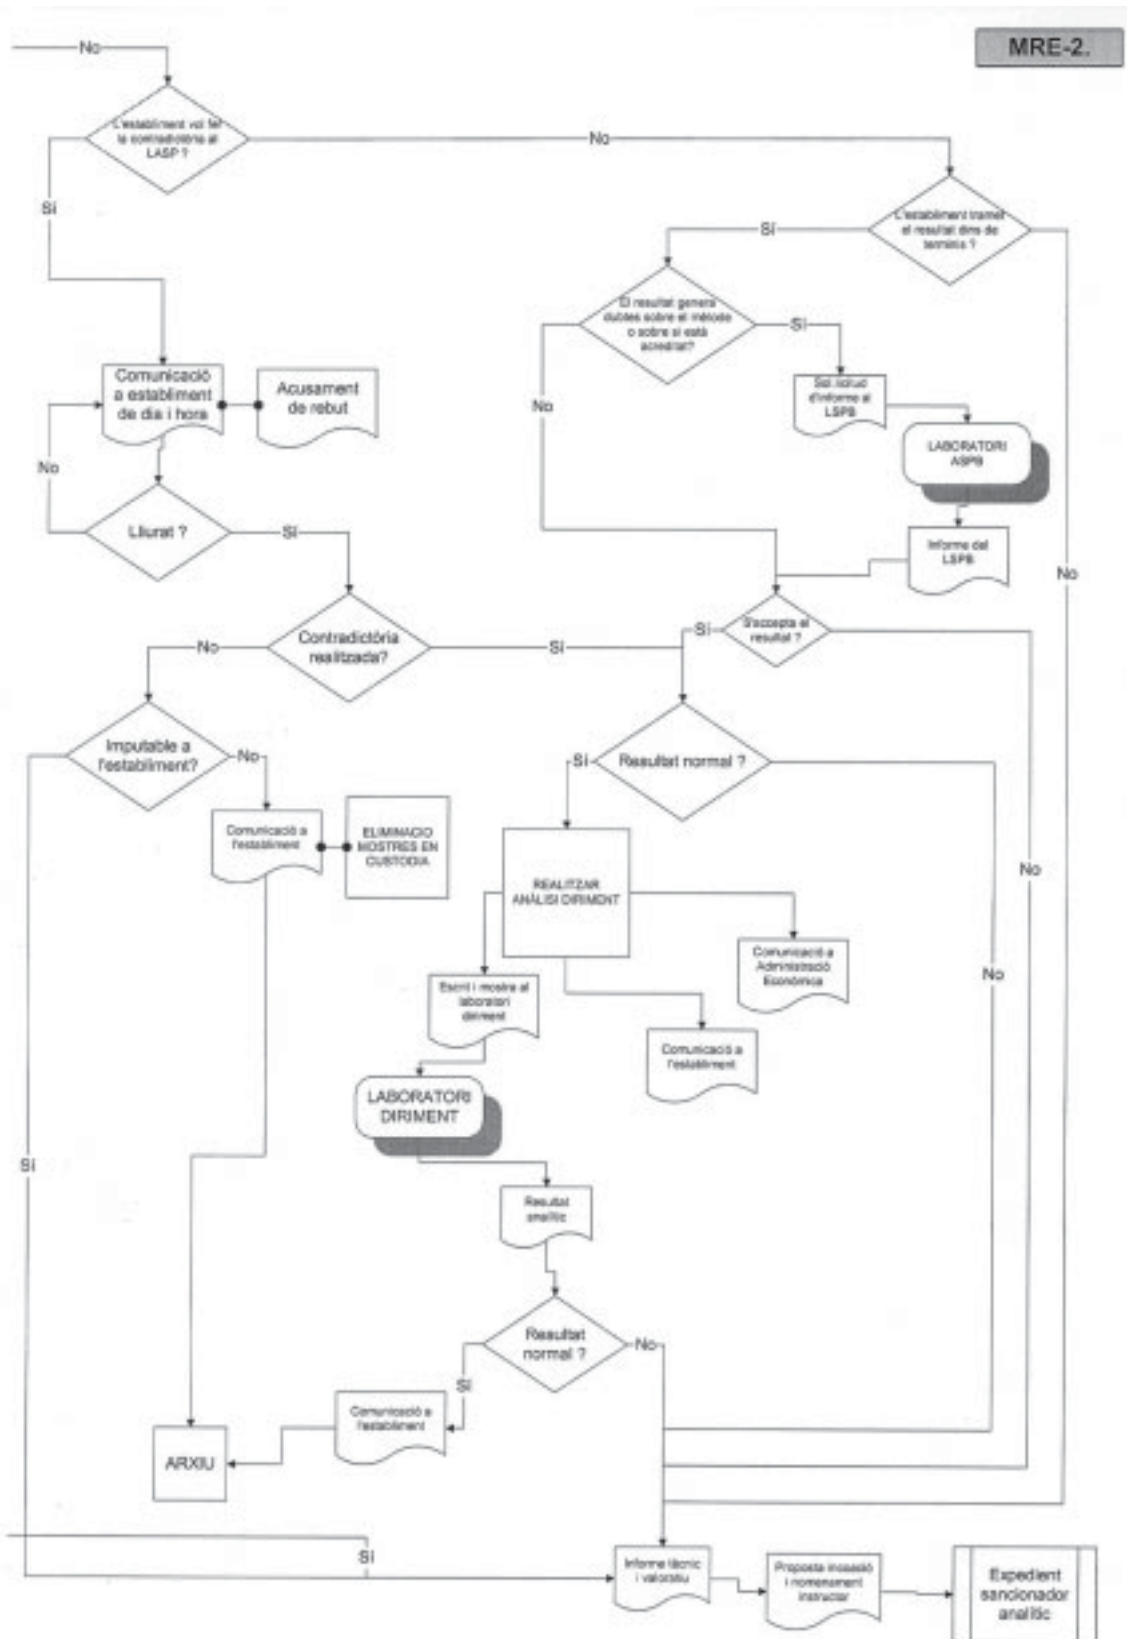 No
MRE-2.
L'establiment vol fer
la contradictòria al
LASP ?
No
Sí
L'establiment tramet
el resultat dins de
terminis ?
Sí
El resultat genera
dubtes sobre el mètode
o sobre si està
acreditat?
Sí
No
Comunicació
a establiment
de dia i hora
Acusament
de rebut
Sol.licitud
d'informe al
LSPB
LABORATORI
ASPB
No
Lliurat ?
Sí
Informe del
LSPB
No
S'accepta el
resultat ?
Sí
Contradictòria
realitzada?
No
Sí
Imputable a
l'establiment?
No
Resultat normal ?
Sí
Comunicació a
l'establiment
ELIMINACIO
MOSTRES EN
CUSTODIA
No
REALITZAR
ANÀLISI DIRIMENT
Comunicació a
Administració
Econòmica
No
Escrit i mostra al
laboratori
diriment
Comunicació a
l'establiment
LABORATORI
DIRIMENT
Sí
Resultat
analític
Resultat
normal ?
No
Sí
Comunicació a
l'establiment
ARXIU
Sí
Informe tècnic
i valoratiu
Proposta incoació
i nomenament
instructor
Expedient
sancionador
analític